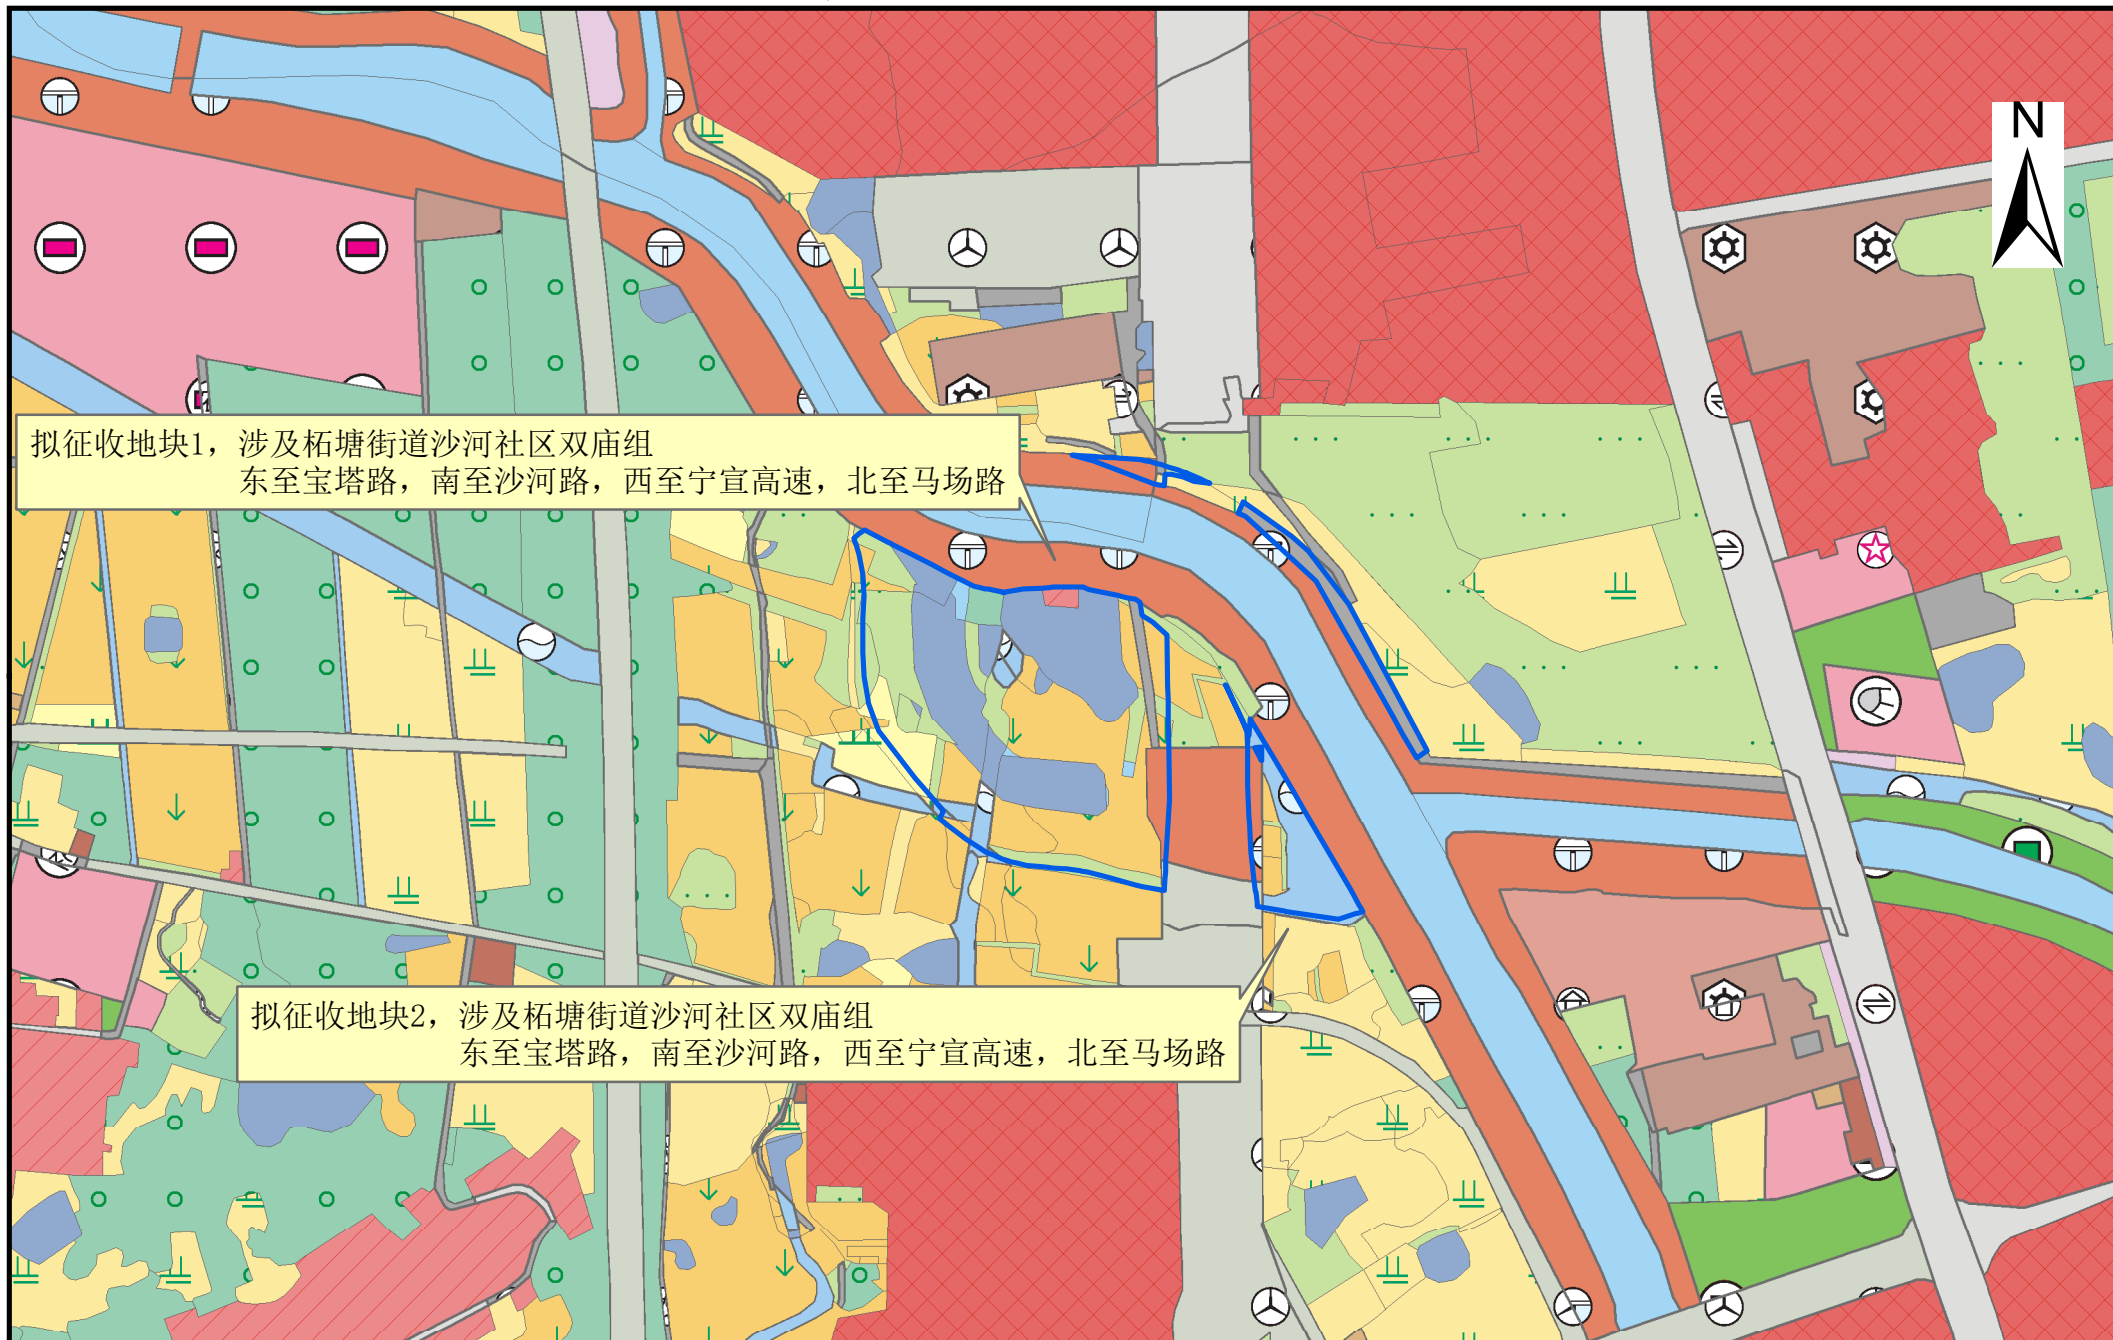 N
拟征收地块1，涉及柘塘街道沙河社区双庙组
东至宝塔路，南至沙河路，西至宁宣高速，北至马场路
拟征收地块2，涉及柘塘街道沙河社区双庙组
东至宝塔路，南至沙河路，西至宁宣高速，北至马场路